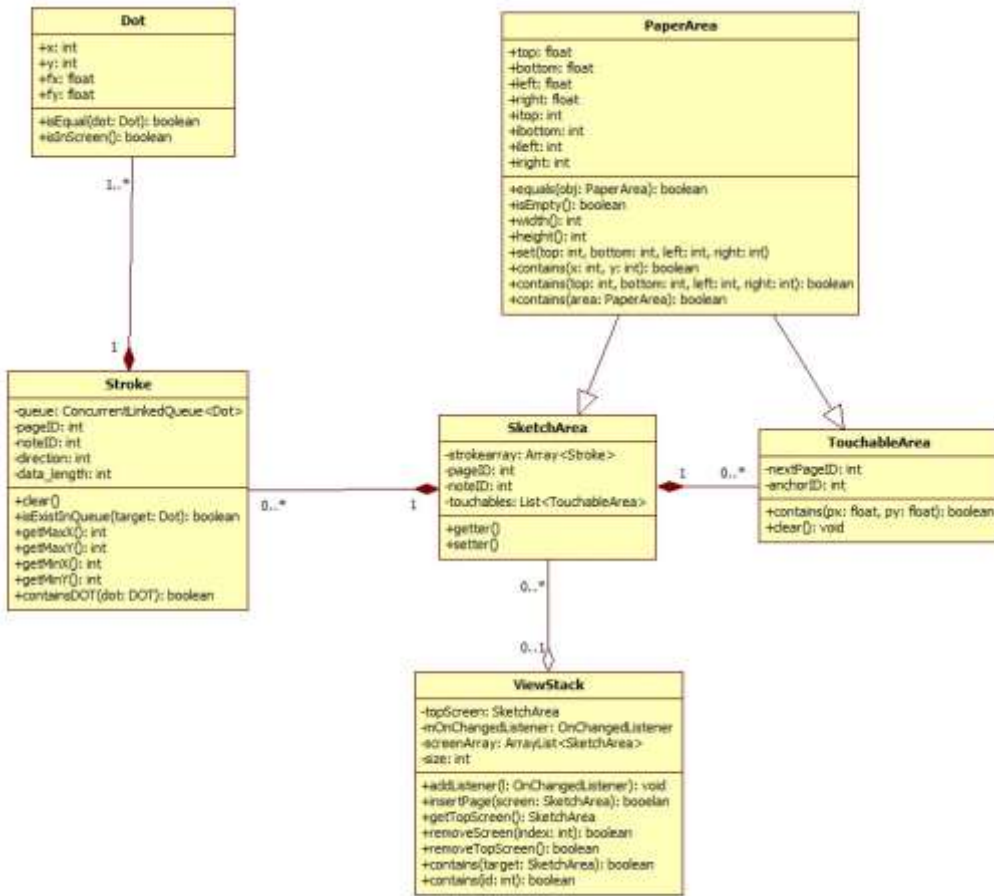 Dot
+x: int
+y: int
+fx: float
+fy: float
+isEqual(dot: Dot): boolean
+isInScreen(): boolean
1..*
1
PaperArea
+top: float
+bottom: float
+left: float
+right: float
+itop: int
+ibottom: int
+ileft: int
+iright: int
+equals(obj: PaperArea): boolean
+isEmpty(): boolean
+width(): int
+height(): int
+set(top: int, bottom: int, left: int, right: int)
+contains(x: int, y: int): boolean
+contains(top: int, bottom: int, left: int, right: int): boolean
+contains(area: PaperArea): boolean
Stroke
-queue: ConcurrentLinkedQueue<Dot>
-pageID: int
-noteID: int
-direction: int
-data_length: int
+clear()
+isExistInQueue(target: Dot): boolean
+getMaxX(): int
+getMaxY(): int
+getMinX(): int
+getMinY(): int
+containsDOT(dot: DOT): boolean
0..*
1
SketchArea
-strokearray: Array<Stroke>
-pageID: int
-noteID: int
-touchables: List<TouchableArea>
+getter()
+setter()
1
0..*
TouchableArea
-nextPageID: int
-anchorID: int
+contains(px: float, py: float): boolean
+clear(): void
0..*
0..1
ViewStack
-topScreen: SketchArea
-mOnChangedListener: OnChangedListener
-screenArray: ArrayList<SketchArea>
-size: int
+addListener(l: OnChangedListener): void
+insertPage(screen: SketchArea): booelan
+getTopScreen(): SketchArea
+removeScreen(index: int): boolean
+removeTopScreen(): boolean
+contains(target: SketchArea): boolean
+contains(id: int): boolean